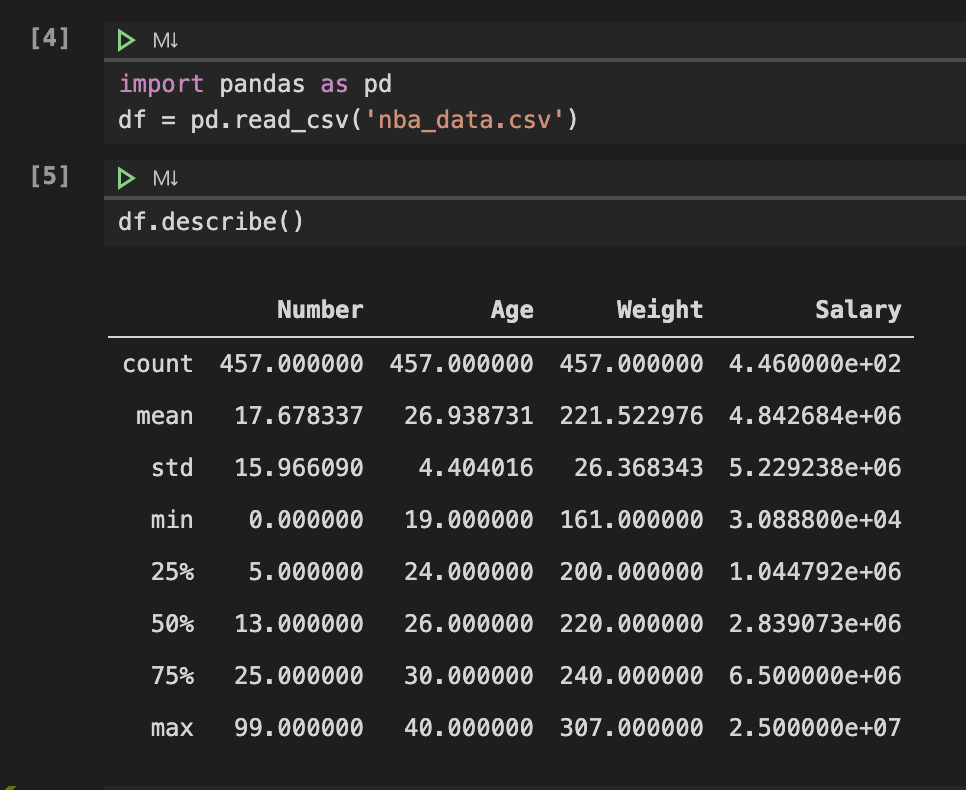 [4]
M↓
import pandas as pd
df = pd.read_csv('nba_data.csv')
[5]
M↓
df.describe()
Number Age Weight Salary
count 457.000000 457.000000 457.000000 4.460000e+02
mean 17.678337 26.938731 221.522976 4.842684e+06
std 15.966090 4.404016 26.368343 5.229238e+06
min 0.000000 19.000000 161.000000 3.088800e+04
25% 5.000000 24.000000 200.000000 1.044792e+06
50% 13.000000 26.000000 220.000000 2.839073e+06
75% 25.000000 30.000000 240.000000 6.500000e+06
max 99.000000 40.000000 307.000000 2.500000e+07